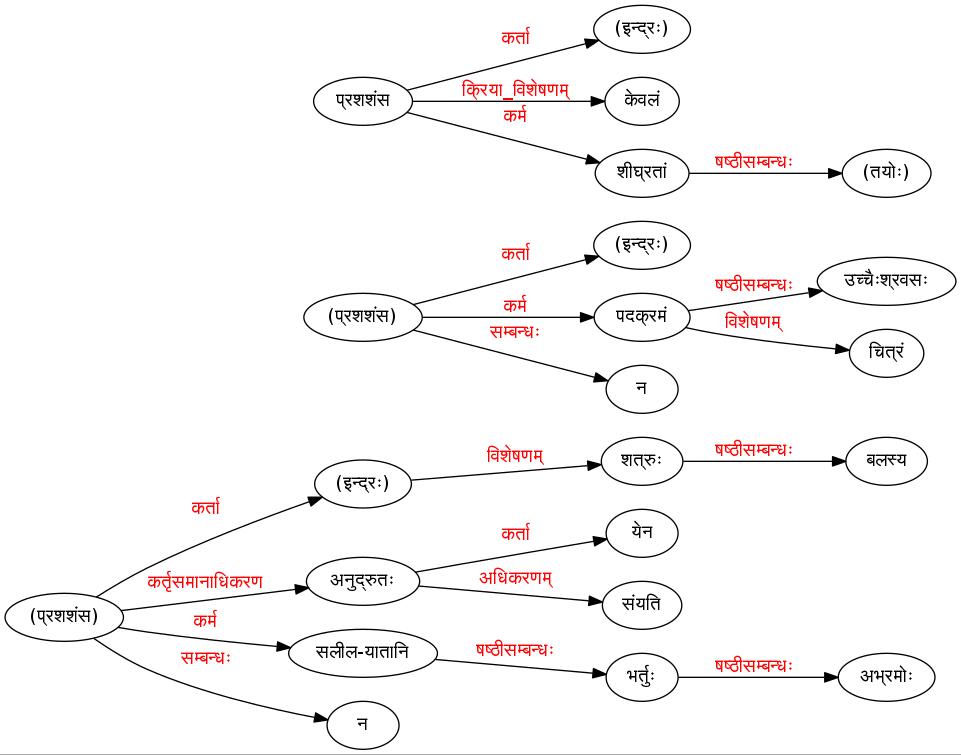 कर्ता
(इन्द्रः)
प्रशशंस
क्रिया_विशेषणम्
केवलं
कर्म
शीघ्रतां
षष्ठीसम्बन्धः
(तयोः)
कर्ता
(इन्द्रः)
(प्रशशंस)
कर्म
पदक्रमं
षष्ठीसम्बन्धः
उच्चैःश्रवसः
विशेषणम्
चित्रं
सम्बन्धः
न
कर्ता
(इन्द्रः)
विशेषणम्
शत्रुः
षष्ठीसम्बन्धः
बलस्य
(प्रशशंस)
कर्तृसमानाधिकरण
अनुद्रुतः
कर्ता
येन
अधिकरणम्
संयति
कर्म
सलील-यातानि
षष्ठीसम्बन्धः
भर्तुः
षष्ठीसम्बन्धः
अभ्रमोः
सम्बन्धः
न